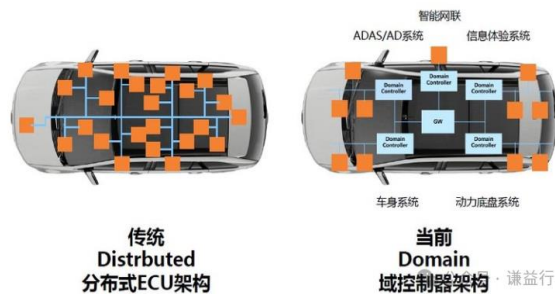 智能网联
ADAS/AD系统
信息体验系统
Domain
Controller
Domain
Controller
Domain
Controller
GW
Domain
Controller
Domain
Controller
车身系统
动力底盘系统
传统
Distrbuted
分布式ECU架构
当前
Domain
域控制器架构
公众号 · 谦益行